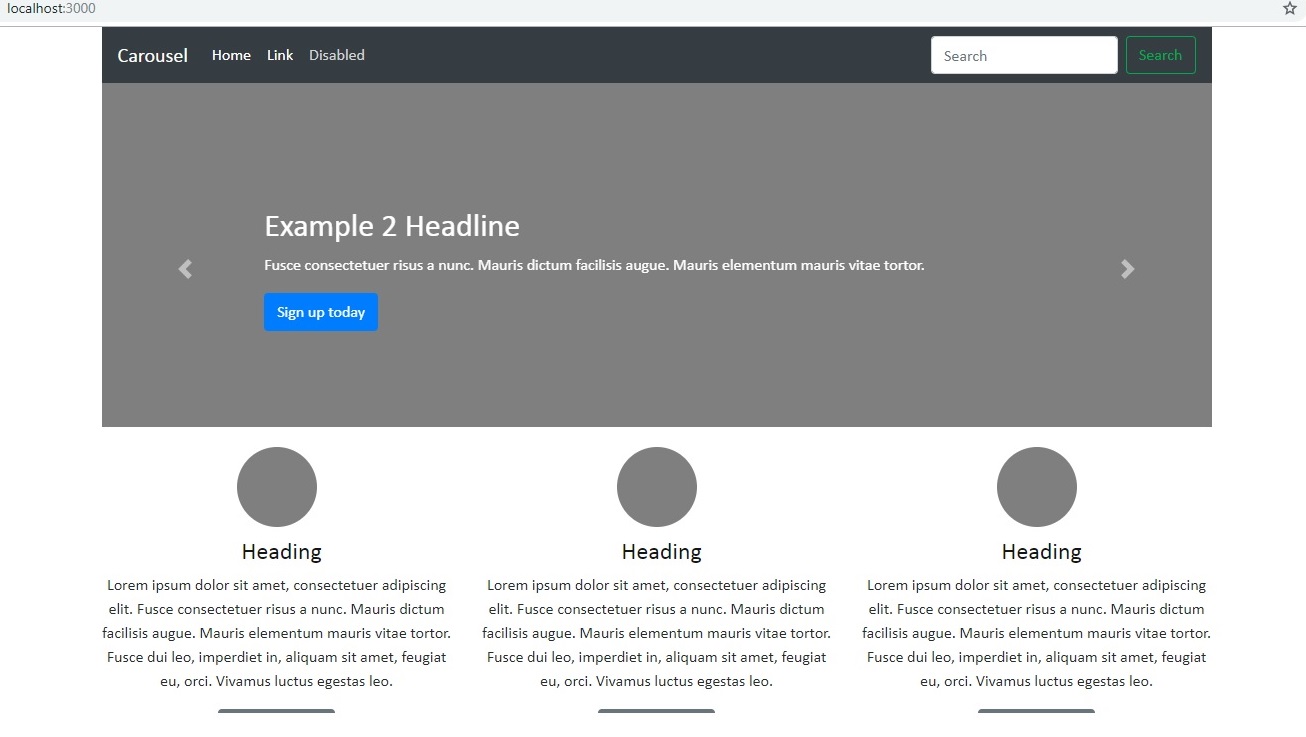 localhost:3000
Carousel Home Link Disabled Search Search
Example 2 Headline
Fusce consectetuer risus a nunc. Mauris dictum facilisis augue. Mauris elementum mauris vitae tortor.
Sign up today
Heading
Lorem ipsum dolor sit amet, consectetuer adipiscing
elit. Fusce consectetuer risus a nunc. Mauris dictum
facilisis augue. Mauris elementum mauris vitae tortor.
Fusce dui leo, imperdiet in, aliquam sit amet, feugiat
eu, orci. Vivamus luctus egestas leo.
Heading
Lorem ipsum dolor sit amet, consectetuer adipiscing
elit. Fusce consectetuer risus a nunc. Mauris dictum
facilisis augue. Mauris elementum mauris vitae tortor.
Fusce dui leo, imperdiet in, aliquam sit amet, feugiat
eu, orci. Vivamus luctus egestas leo.
Heading
Lorem ipsum dolor sit amet, consectetuer adipiscing
elit. Fusce consectetuer risus a nunc. Mauris dictum
facilisis augue. Mauris elementum mauris vitae tortor.
Fusce dui leo, imperdiet in, aliquam sit amet, feugiat
eu, orci. Vivamus luctus egestas leo.